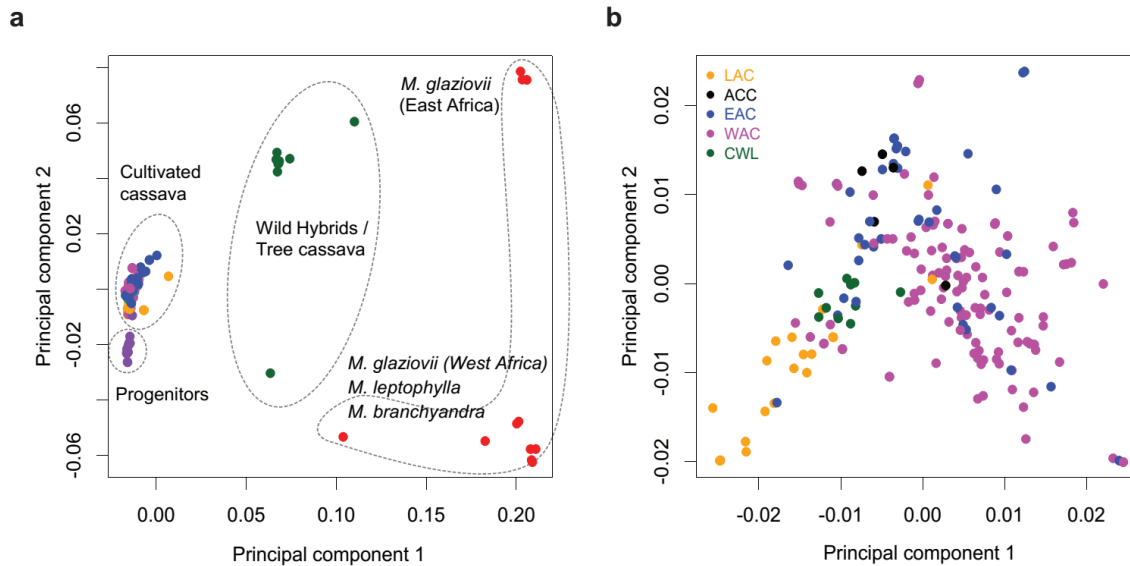 a
Principal component 2
0.06
0.02
-0.02
-0.06
M. glaziovii
(East Africa)
Cultivated
cassava
Wild Hybrids /
Tree cassava
Progenitors
M. glaziovii (West Africa)
M. leptophylla
M. branchyandra
0.00
0.05
0.10
0.15
0.20
Principal component 1
b
Principal component 2
0.02
0.01
0.00
-0.01
-0.02
LAC
ACC
EAC
WAC
CWL
-0.02
-0.01
0.00
0.01
0.02
Principal component 1